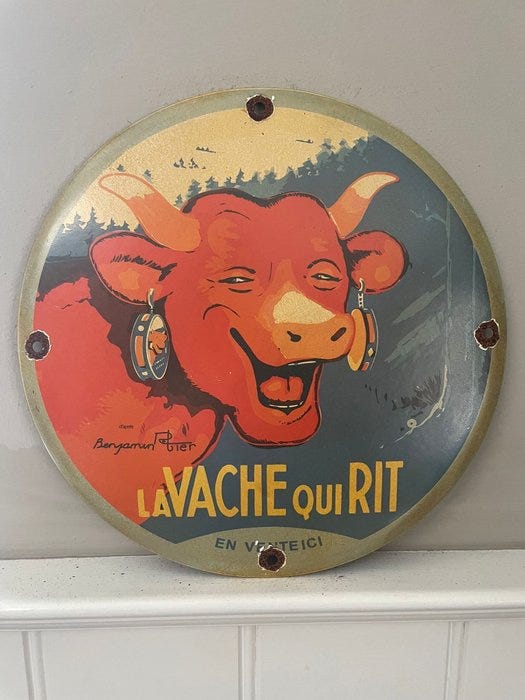 d'après
Benjamin Rabier
LA VACHE QUI RIT
EN VENTE ICI